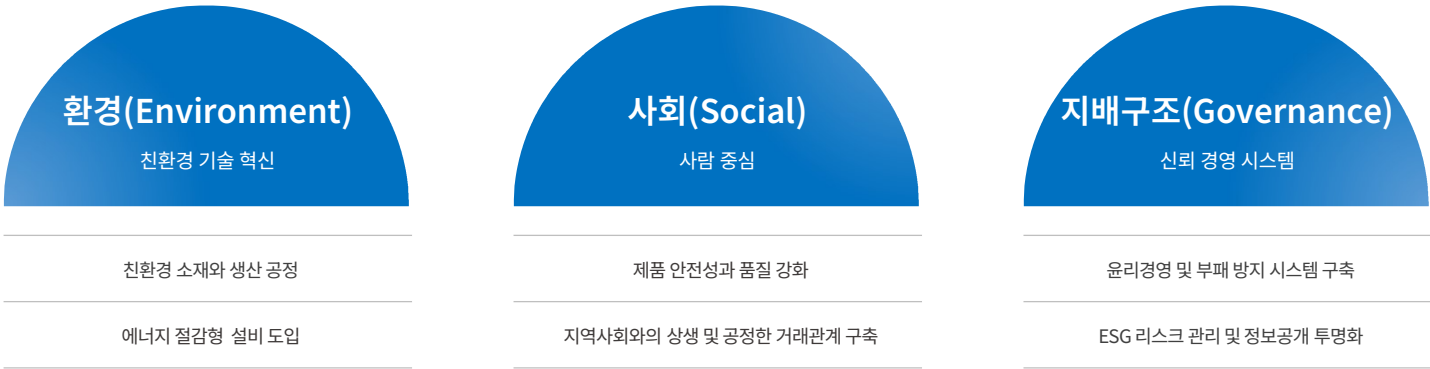 환경(Environment)
친환경 기술 혁신
친환경 소재와 생산 공정
에너지 절감형 설비 도입
사회(Social)
사람 중심
제품 안전성과 품질 강화
지역사회와의 상생 및 공정한 거래관계 구축
지배구조(Governance)
신뢰 경영 시스템
윤리경영 및 부패 방지 시스템 구축
ESG 리스크 관리 및 정보공개 투명화